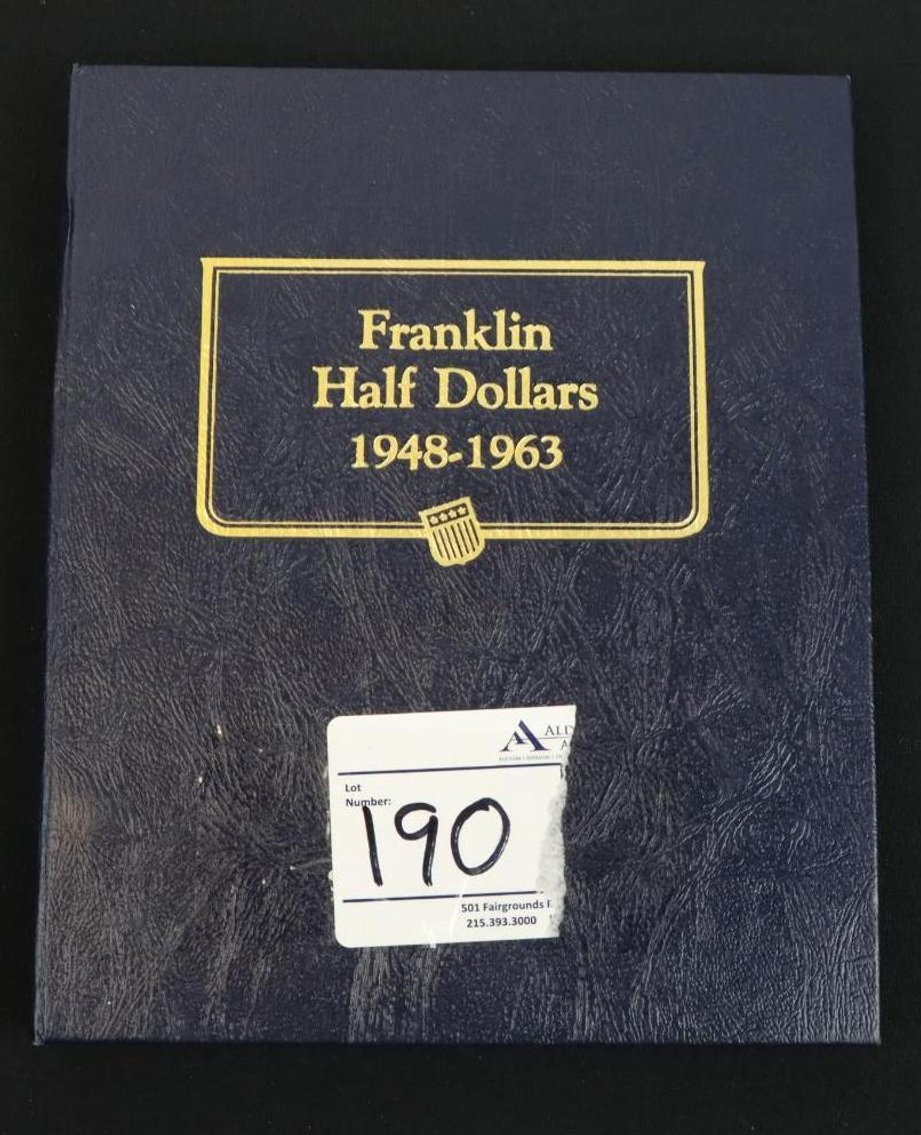 Franklin
Half Dollars
1948-1963
Lot
Number:
190
501 Fairgrounds
215.393.3000